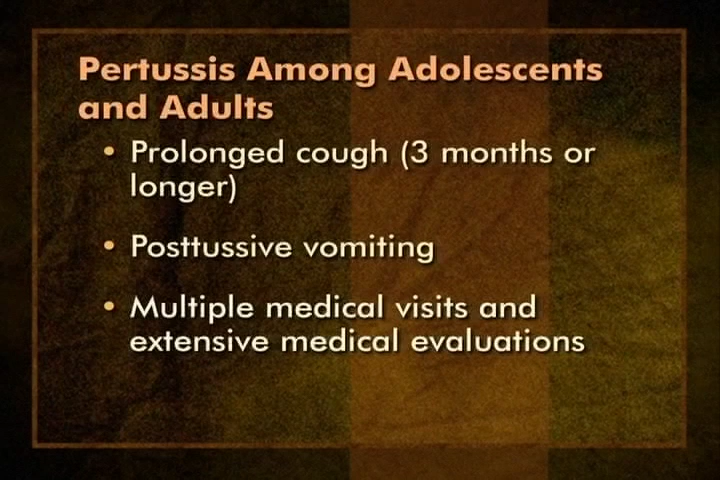 Pertussis Among Adolescents
and Adults
• Prolonged cough (3 months or
longer)
• Posttussive vomiting
• Multiple medical visits and
extensive medical evaluations